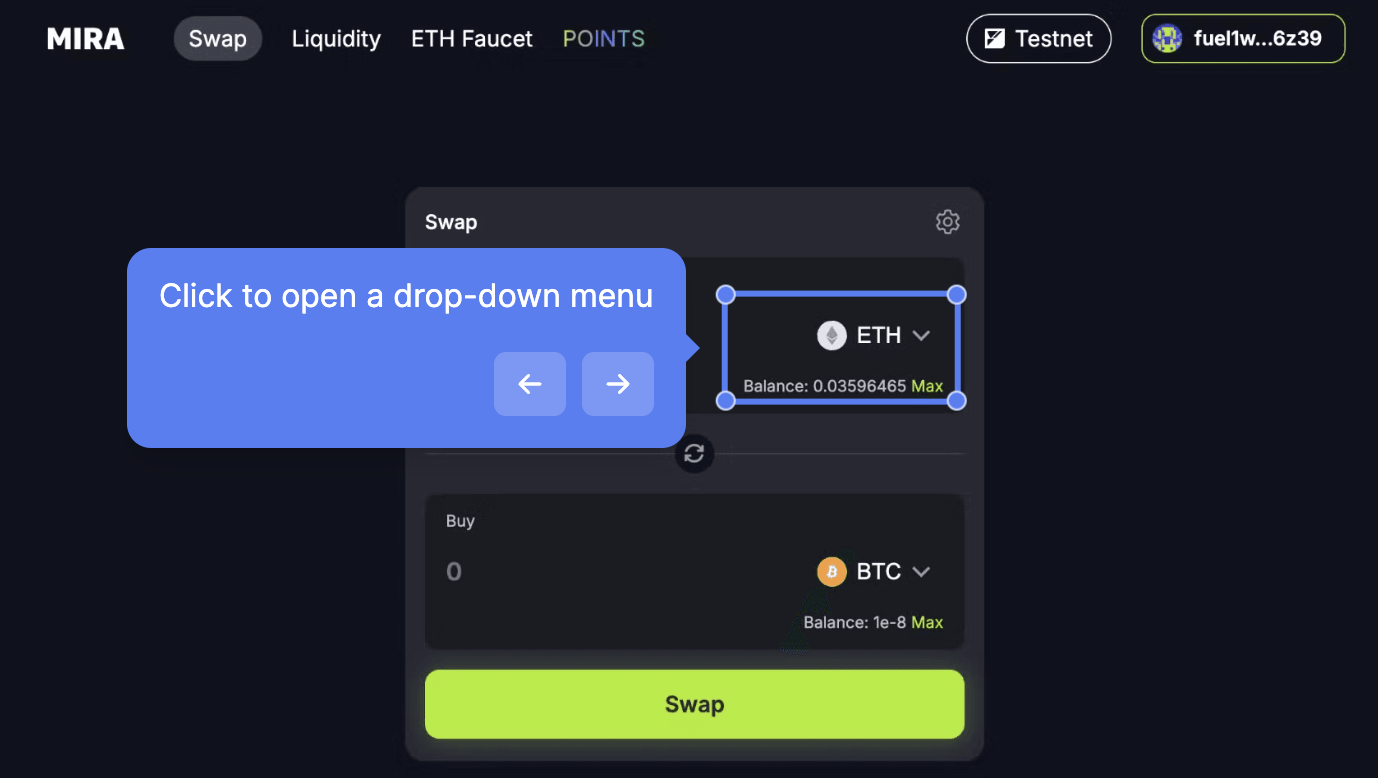 MIRA
Swap
Liquidity
ETH Faucet
POINTS
Testnet
fuel1w...6z39
Swap
Click to open a drop-down menu
ETH
Balance: 0.03596465 Max
Buy
0
BTC
Balance: 1e-8 Max
Swap